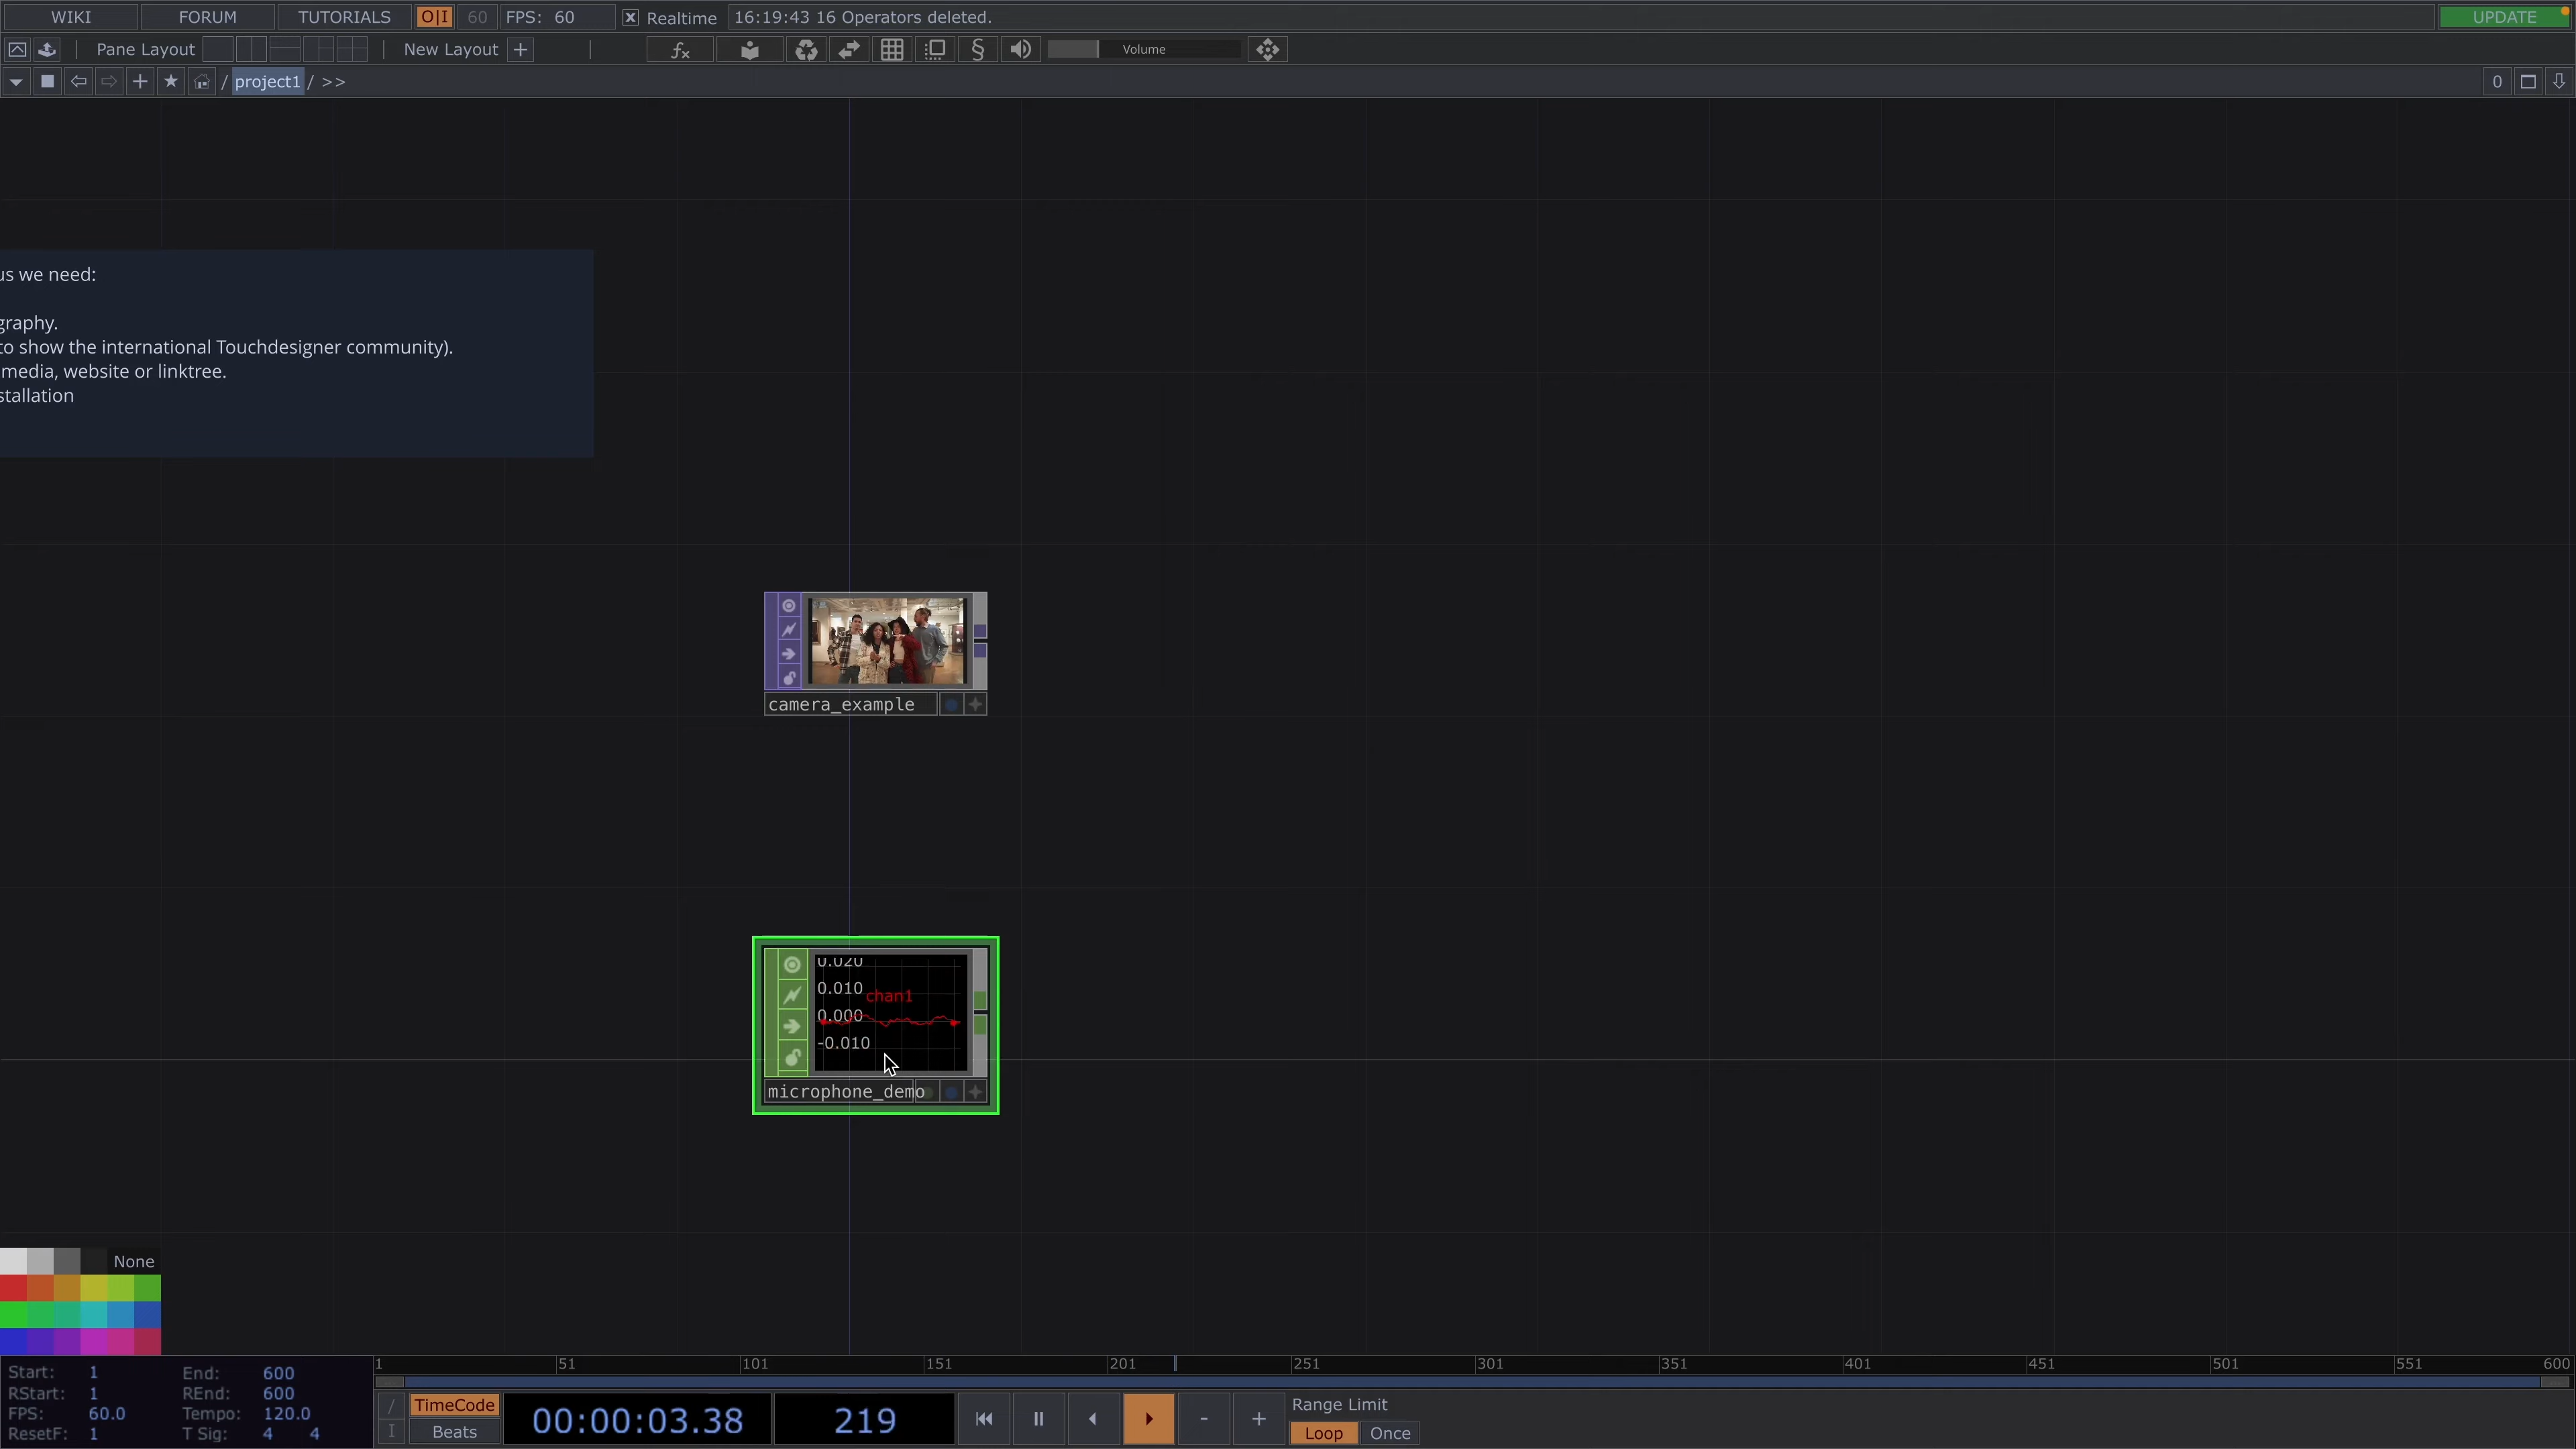 WIKI FORUM TUTORIALS O|I 60 FPS: 60 x Realtime 16:19:43 16 Operators deleted. UPDATE
Pane Layout New Layout + Volume
/ project1 / >> 0
us we need:
graphy.
to show the international Touchdesigner community).
media, website or linktree.
stallation
camera_example
0.020
0.010
chan1
0.000
-0.010
microphone_demo
None
1 51 101 151 201 251 301 351 401 451 501 551 600
Start: 1 End: 600
RStart: 1 REnd: 600
FPS: 60.0 Tempo: 120.0
ResetF: 1 T Sig: 4 4
/ TimeCode
I Beats
00:00:03.38 219
- +
Range Limit
Loop Once